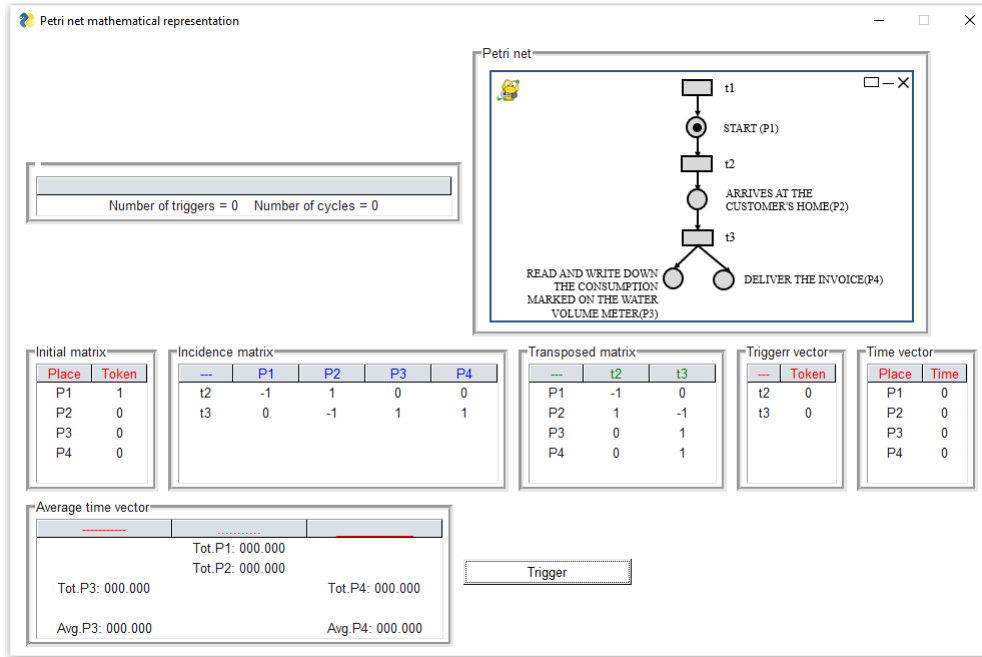 Petri net mathematical representation
Petri net
t1
START (P1)
t2
ARRIVES AT THE
CUSTOMER'S HOME(P2)
t3
READ AND WRITE DOWN
THE CONSUMPTION
MARKED ON THE WATER
VOLUME METER(P3)
DELIVER THE INVOICE(P4)
Number of triggers = 0 Number of cycles = 0
Initial matrix
Place Token
P1 1
P2 0
P3 0
P4 0
Incidence matrix
--- P1 P2 P3 P4
t2 -1 1 0 0
t3 0 -1 1 1
Transposed matrix
--- t2 t3
P1 -1 0
P2 1 -1
P3 0 1
P4 0 1
Triggerr vector
--- Token
t2 0
t3 0
Time vector
Place Time
P1 0
P2 0
P3 0
P4 0
Average time vector
----------- ...........
Tot.P1: 000.000
Tot.P2: 000.000
Tot.P3: 000.000 Tot.P4: 000.000
Avg.P3: 000.000 Avg.P4: 000.000
Trigger